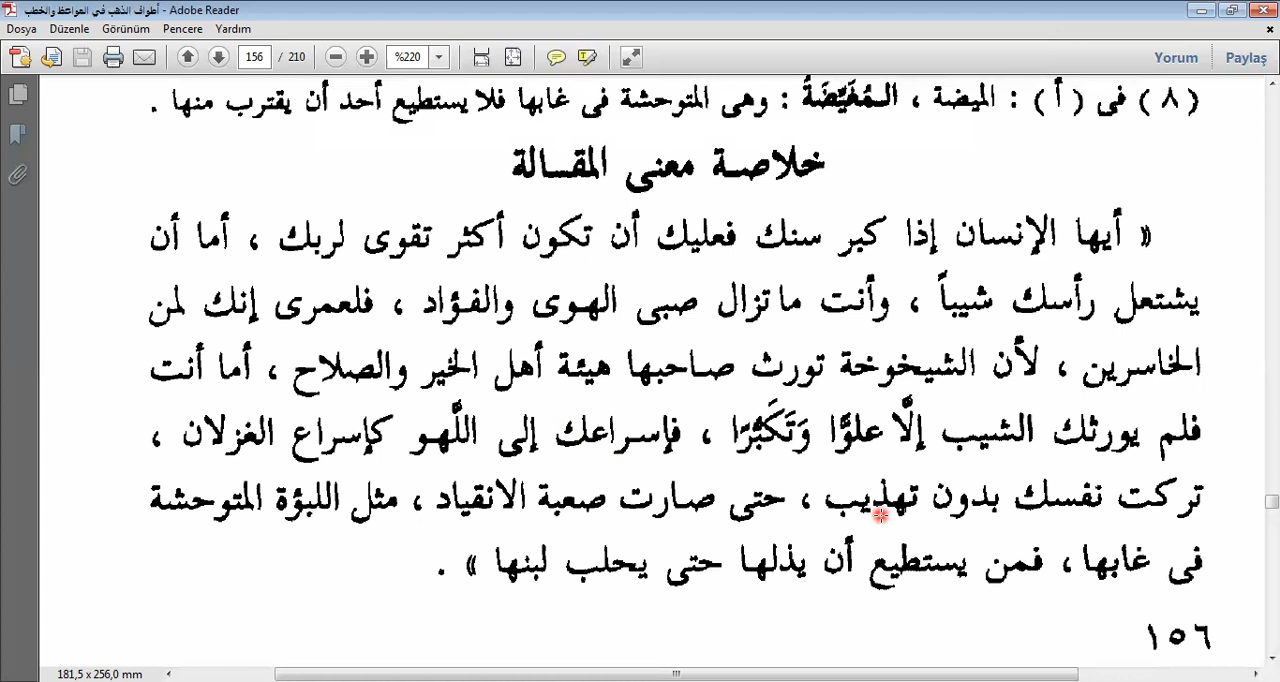 أطواف الذهب في المواعظ والخطب - Adobe Reader
Dosya Düzenle Görünüm Pencere Yardım
156 / 210 %220 Yorum Paylaş
( ٨ ) فى ( أ ) : الميضة ، المُغَيِّضَةُ : وهى المتوحشة فى غابها فلا يستطيع أحد أن يقترب منها .
خلاصة معنى المقالة
« أيها الإنسان إذا كبر سنك فعليك أن تكون أكثر تقوى لربك ، أما أن
يشتعل رأسك شيباً ، وأنت ما تزال صبى الهوى والفؤاد ، فلعمرى إنك لمن
الخاسرين ، لأن الشيخوخة تورث صاحبها هيئة أهل الخير والصلاح ، أما أنت
فلم يورثك الشيب إلَّا علوًّا وَتَكَبُّرًا ، فإسراعك إلى اللَّهو كإسراع الغزلان ،
تركت نفسك بدون تهذيب ، حتى صارت صعبة الانقياد ، مثل اللبؤة المتوحشة
فى غابها ، فمن يستطيع أن يذلها حتى يحلب لبنها » .
١٥٦
181,5 x 256,0 mm